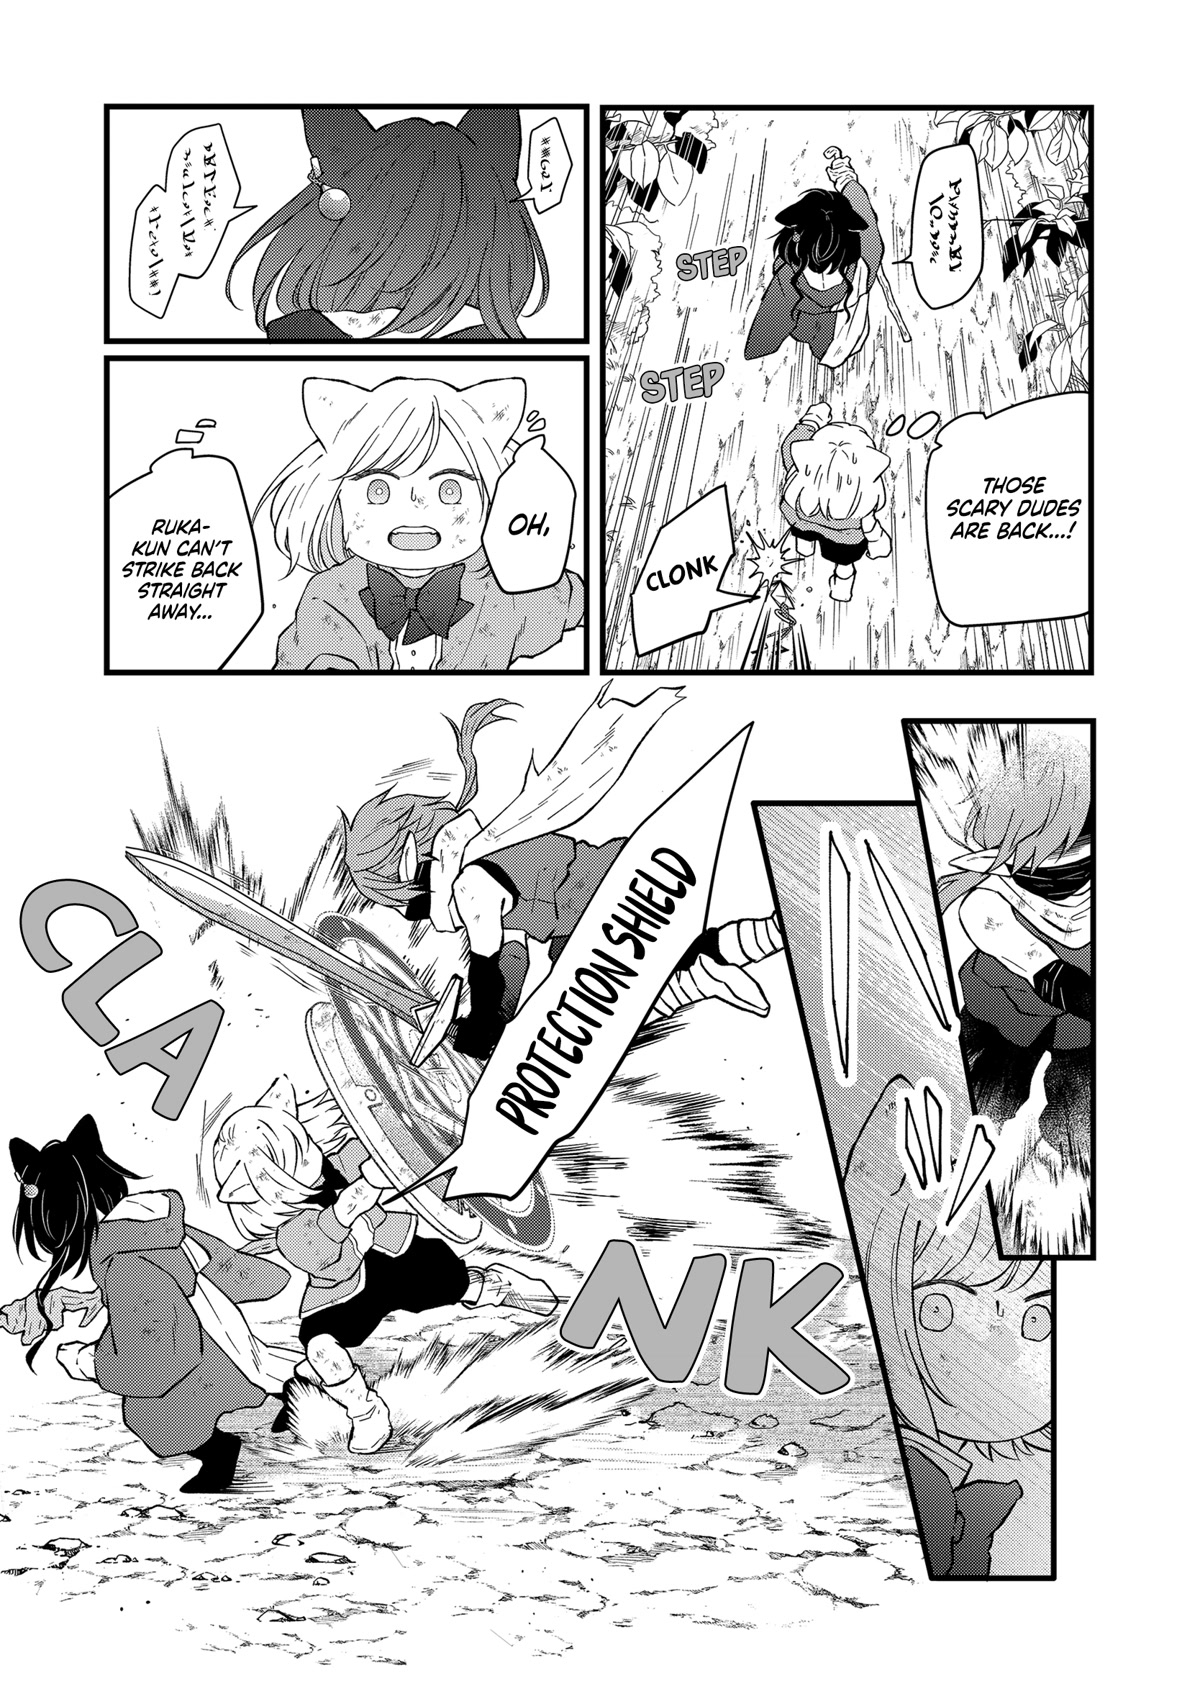 STEP
STEP
THOSE
SCARY DUDES
ARE BACK...!
CLONK
OH,
RUKA-
KUN CAN'T
STRIKE BACK
STRAIGHT
AWAY...
PROTECTION SHIELD
CLA
NK